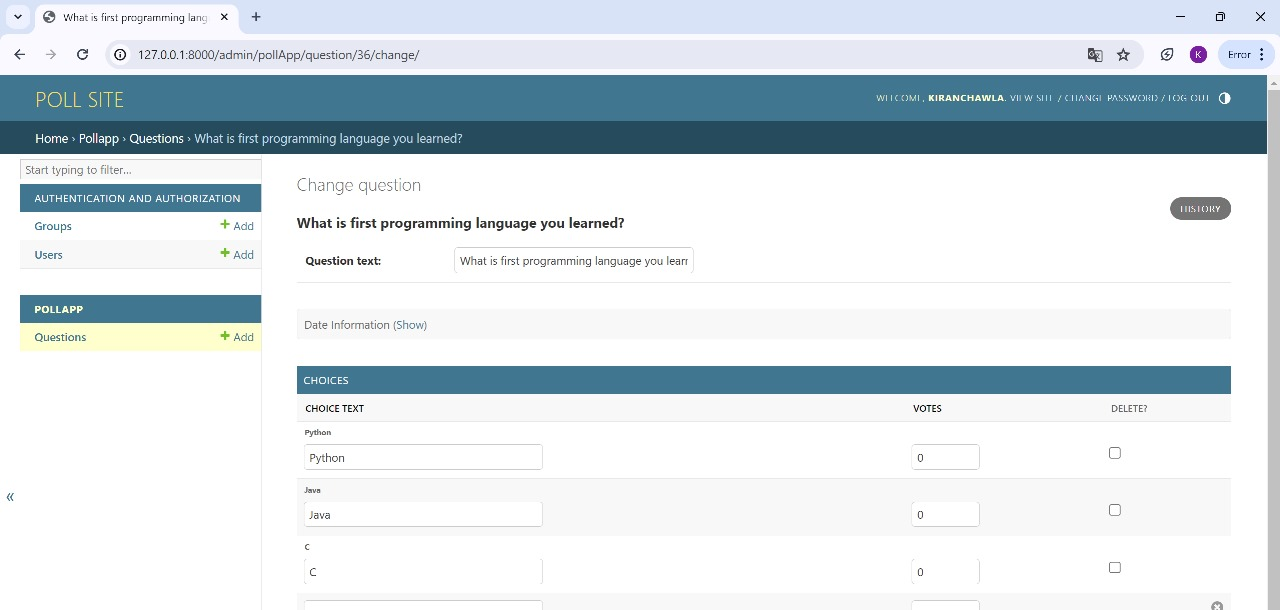 What is first programming lang
127.0.0.1:8000/admin/pollApp/question/36/change/
K
Error
POLL SITE
WELCOME, KIRANCHAWLA. VIEW SITE / CHANGE PASSWORD / LOG OUT
Home › Pollapp › Questions › What is first programming language you learned?
Start typing to filter...
AUTHENTICATION AND AUTHORIZATION
Groups + Add
Users + Add
POLLAPP
Questions + Add
«
Change question
HISTORY
What is first programming language you learned?
Question text: What is first programming language you learr
Date Information (Show)
CHOICES
CHOICE TEXT VOTES DELETE?
Python
Python 0
Java
Java 0
C
C 0